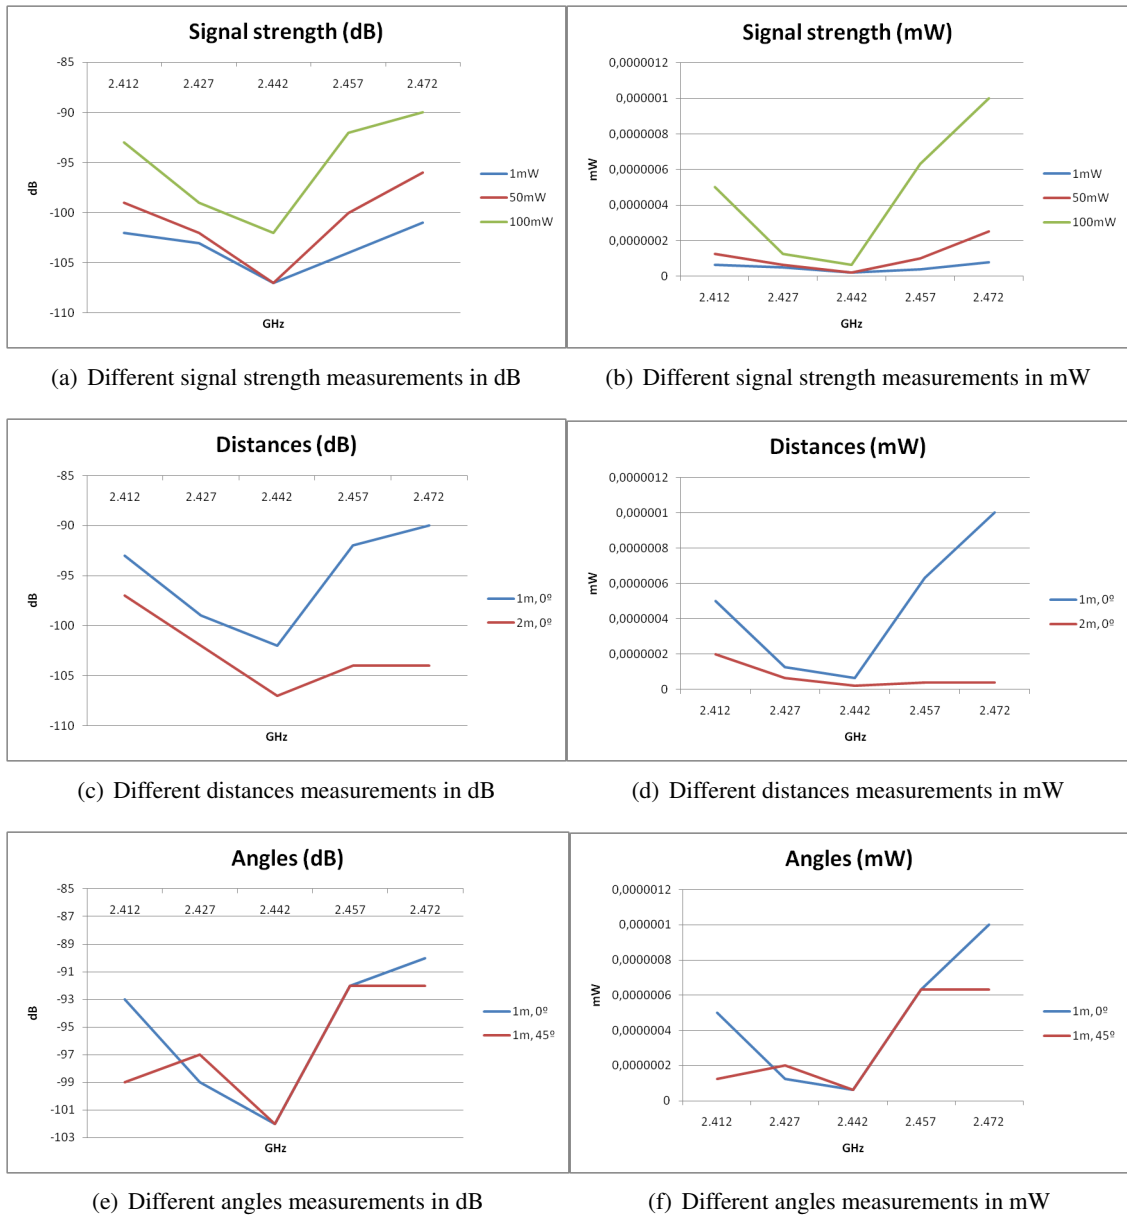 Signal strength (dB)
-85
2.412 2.427 2.442 2.457 2.472
-90
-95
-100
-105
-110
dB
GHz
1mW
50mW
100mW
Signal strength (mW)
0,0000012
0,000001
0,0000008
0,0000006
0,0000004
0,0000002
0
mW
2.412 2.427 2.442 2.457 2.472
GHz
1mW
50mW
100mW
(a) Different signal strength measurements in dB
(b) Different signal strength measurements in mW
Distances (dB)
-85
2.412 2.427 2.442 2.457 2.472
-90
-95
-100
-105
-110
dB
GHz
1m, 0º
2m, 0º
Distances (mW)
0,0000012
0,000001
0,0000008
0,0000006
0,0000004
0,0000002
0
mW
2.412 2.427 2.442 2.457 2.472
GHz
1m, 0º
2m, 0º
(c) Different distances measurements in dB
(d) Different distances measurements in mW
Angles (dB)
-85
2.412 2.427 2.442 2.457 2.472
-87
-89
-91
-93
-95
-97
-99
-101
-103
dB
GHz
1m, 0º
1m, 45º
Angles (mW)
0,0000012
0,000001
0,0000008
0,0000006
0,0000004
0,0000002
0
mW
2.412 2.427 2.442 2.457 2.472
GHz
1m, 0º
1m, 45º
(e) Different angles measurements in dB
(f) Different angles measurements in mW